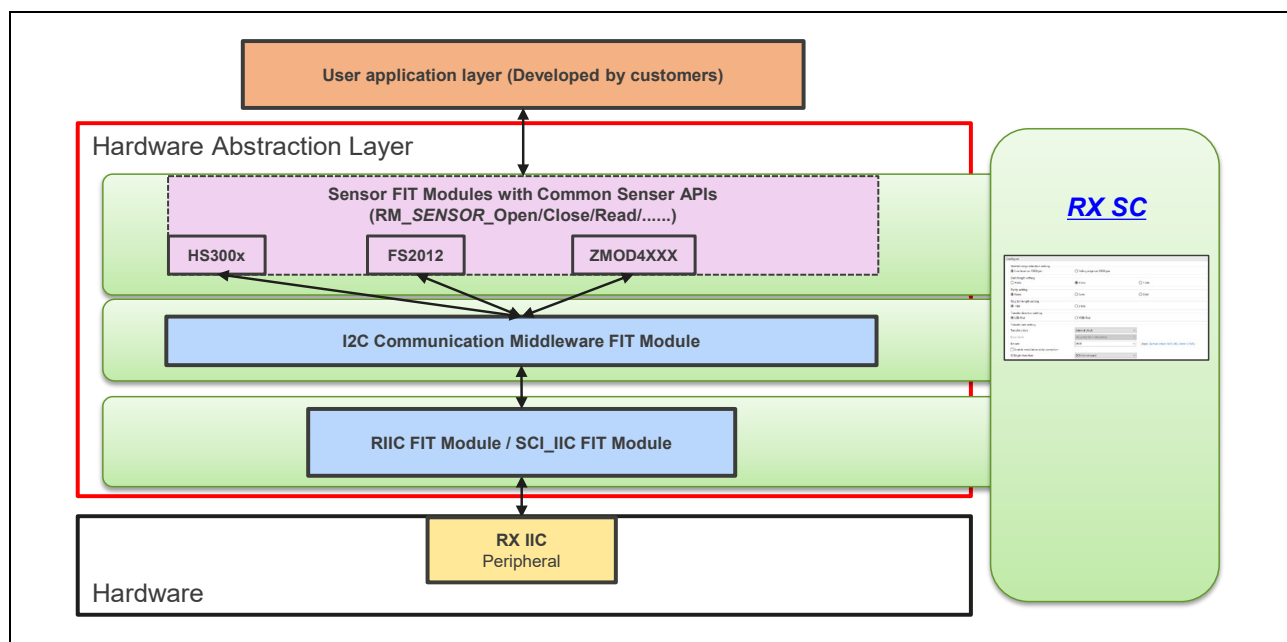 User application layer (Developed by customers)
Hardware Abstraction Layer
Sensor FIT Modules with Common Senser APIs
(RM_SENSOR_Open/Close/Read/......)
HS300x
FS2012
ZMOD4XXX
RX SC
I2C Communication Middleware FIT Module
RIIC FIT Module / SCI_IIC FIT Module
RX IIC
Peripheral
Hardware